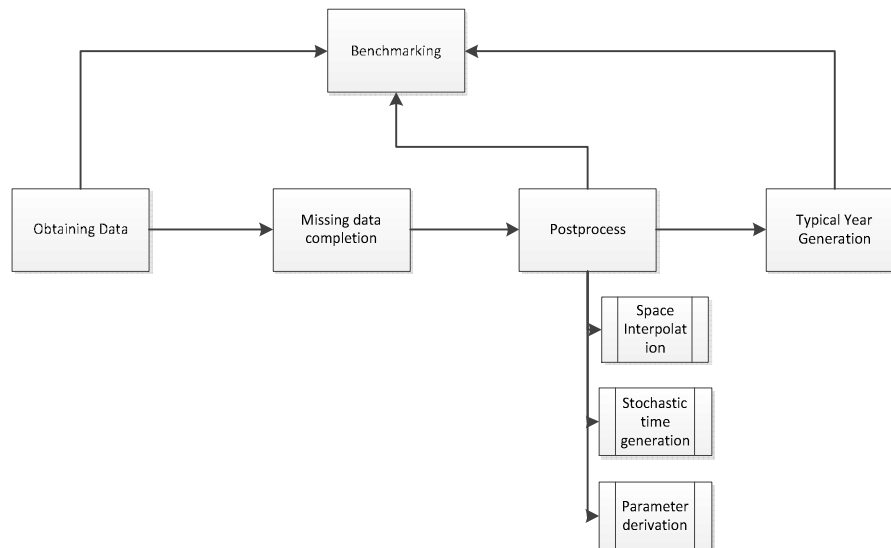 Benchmarking
Obtaining Data
Missing data
completion
Postprocess
Typical Year
Generation
Space
Interpolat
ion
Stochastic
time
generation
Parameter
derivation